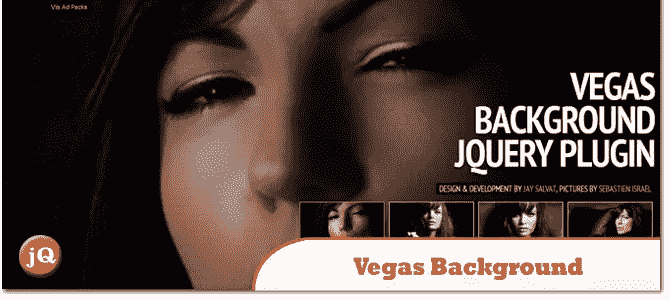 Via Ad Packs
VEGAS
BACKGROUND
JQUERY PLUGIN
DESIGN & DEVELOPMENT BY JAY SALVAT, PICTURES BY SEBASTIEN ISRAEL
jQ
Vegas Background